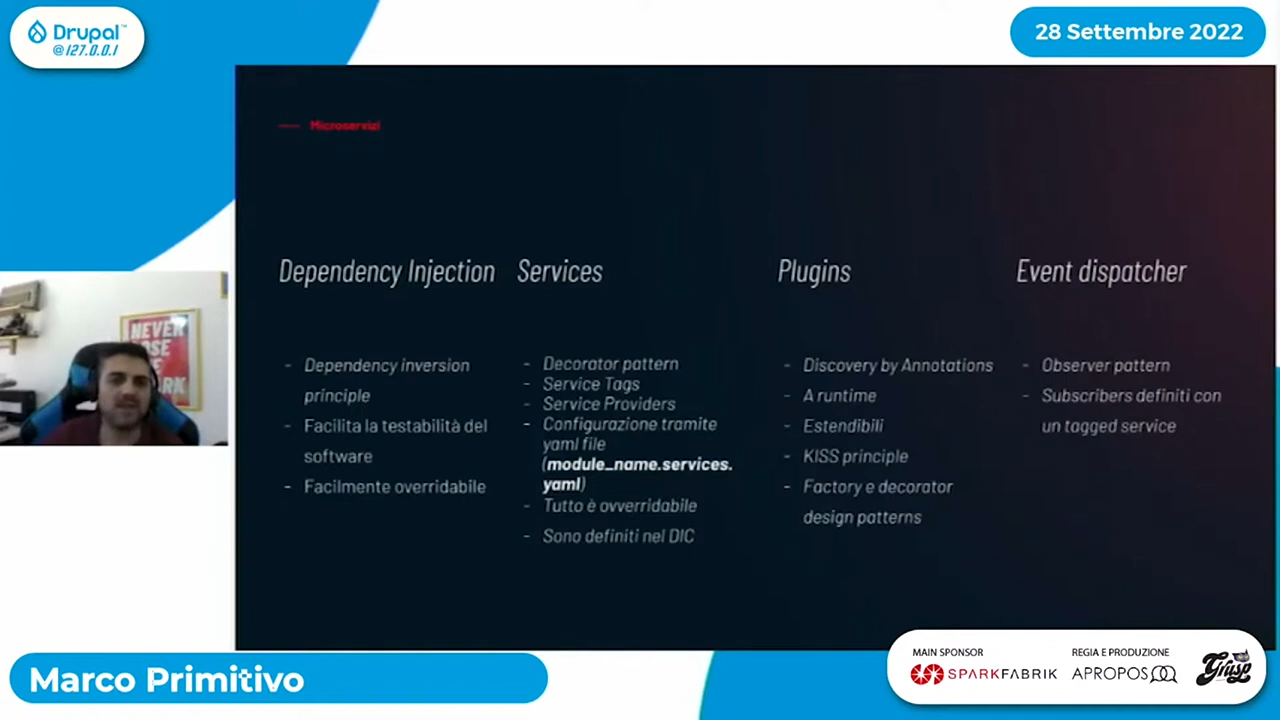 Drupal™
@127.0.0.1
28 Settembre 2022
Microservizi
Dependency Injection
- Dependency inversion
principle
- Facilita la testabilità del
software
- Facilmente overridabile
Services
- Decorator pattern
- Service Tags
- Service Providers
- Configurazione tramite
yaml file
(module_name.services.
yaml)
- Tutto è ovverridabile
- Sono definiti nel DIC
Plugins
- Discovery by Annotations
- A runtime
- Estendibili
- KISS principle
- Factory e decorator
design patterns
Event dispatcher
- Observer pattern
- Subscribers definiti con
un tagged service
NEVER
Marco Primitivo
MAIN SPONSOR
SPARKFABRIK
REGIA E PRODUZIONE
APROPOS
Grusp